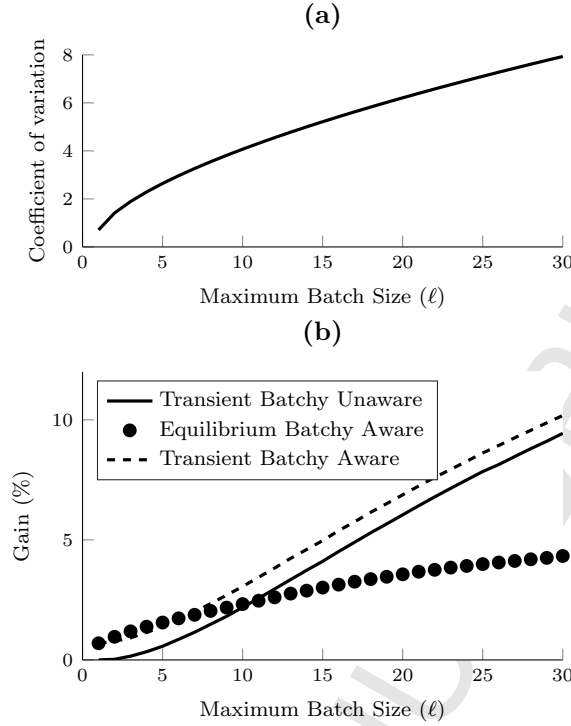 (a)
8
6
4
2
0
Coefficient of variation
0 5 10 15 20 25 30
Maximum Batch Size (ℓ)
(b)
Transient Batchy Unaware
Equilibrium Batchy Aware
Transient Batchy Aware
10
5
0
Gain (%)
0 5 10 15 20 25 30
Maximum Batch Size (ℓ)